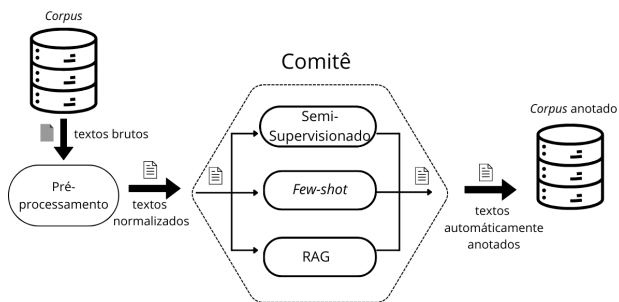 Corpus
textos brutos
Pré-
processamento
textos
normalizados
Comitê
Semi-
Supervisionado
Few-shot
RAG
textos
automáticamente
anotados
Corpus anotado